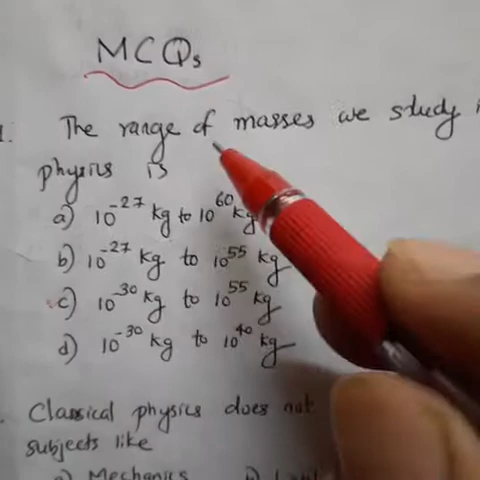 MCQs
1. The range of masses we study
physics is
a) 10^-27 kg to 10^60 kg
b) 10^-27 kg to 10^55 kg
c) 10^-30 kg to 10^55 kg
d) 10^-30 kg to 10^40 kg
Classical physics does not
subjects like
a) Mechanics b)